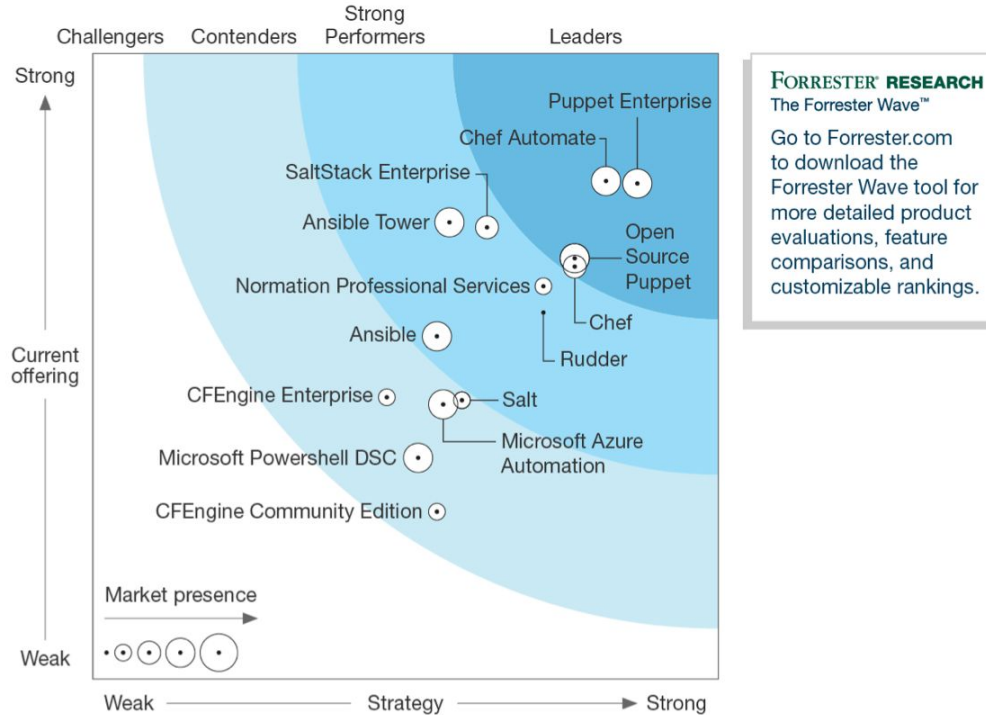 Challengers
Contenders
Strong
Performers
Leaders
Strong
Current
offering
Weak
Puppet Enterprise
Chef Automate
SaltStack Enterprise
Ansible Tower
Open
Source
Puppet
Normation Professional Services
Chef
Ansible
Rudder
CFEngine Enterprise
Salt
Microsoft Azure
Automation
Microsoft Powershell DSC
CFEngine Community Edition
Market presence
Weak
Strategy
Strong
FORRESTER® RESEARCH
The Forrester Wave™
Go to Forrester.com
to download the
Forrester Wave tool for
more detailed product
evaluations, feature
comparisons, and
customizable rankings.